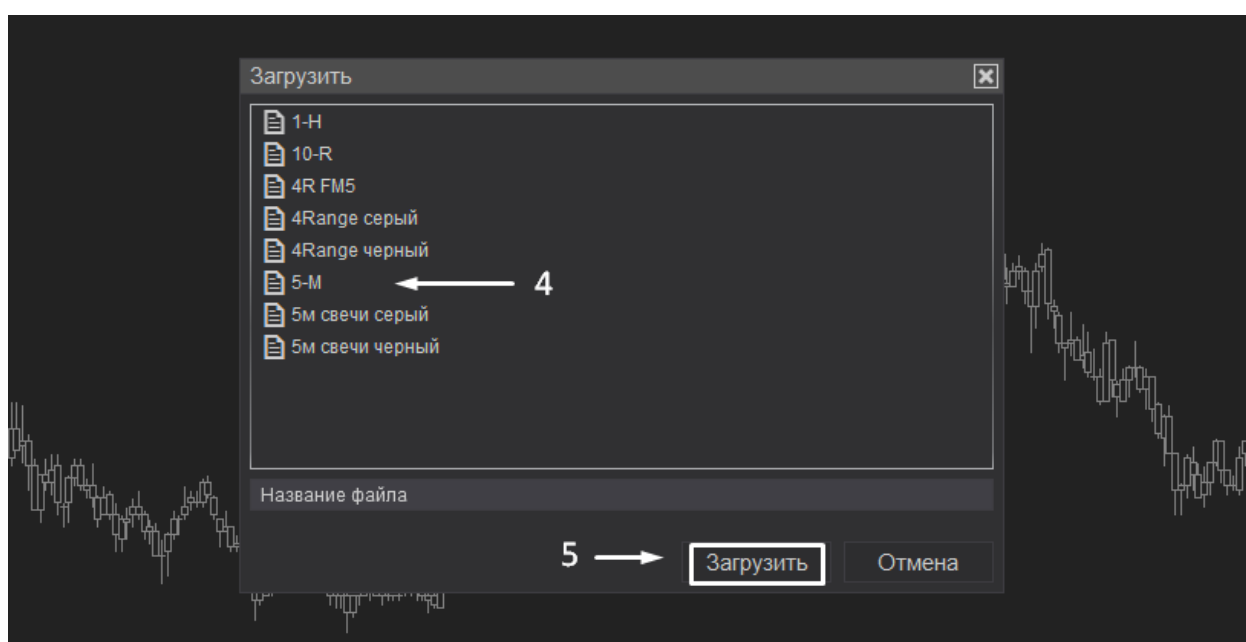 Загрузить
1-H
10-R
4R FM5
4Range серый
4Range черный
5-M
4
5м свечи серый
5м свечи черный
Название файла
5
Загрузить
Отмена